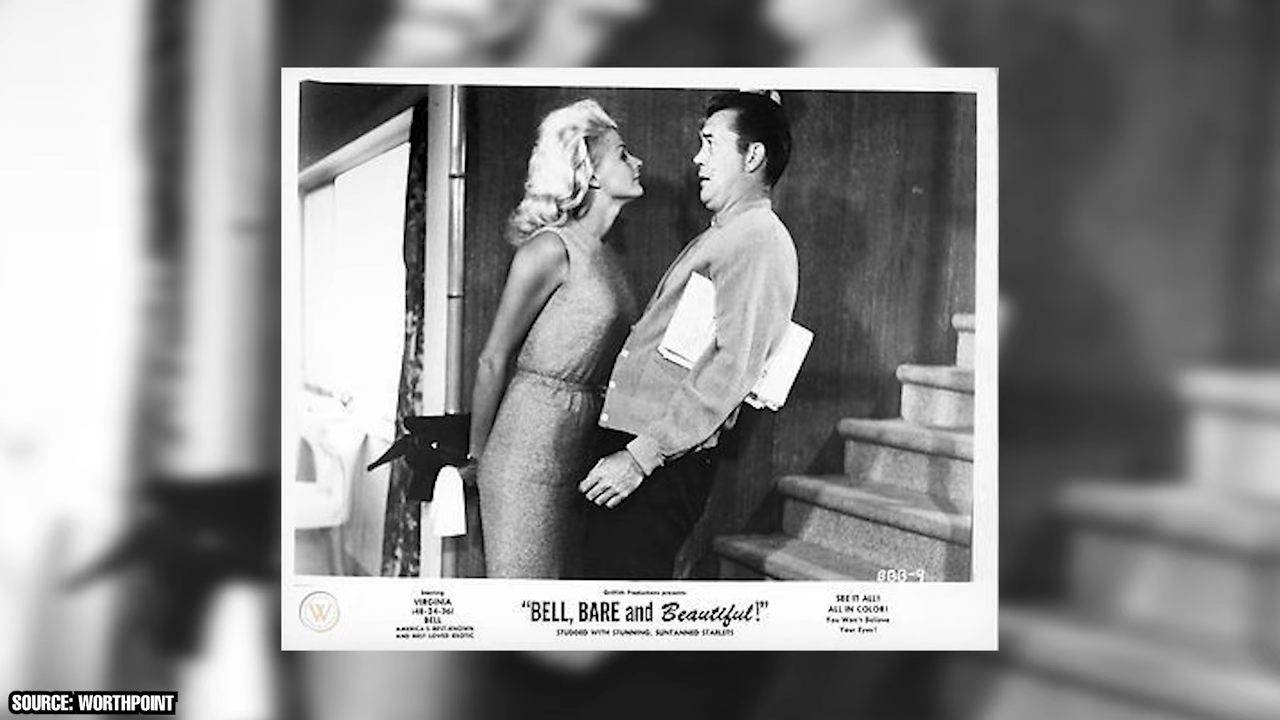 BBB-9
W
Starring
VIRGINIA
(48-24-36)
BELL
AMERICA'S BEST-KNOWN
AND BEST LOVED EXOTIC
Griffith Productions presents
"BELL, BARE and Beautiful!"
STUDDED WITH STUNNING, SUNTANNED STARLETS
SEE IT ALL!
ALL IN COLOR!
You Won't Believe
Your Eyes!
SOURCE: WORTHPOINT